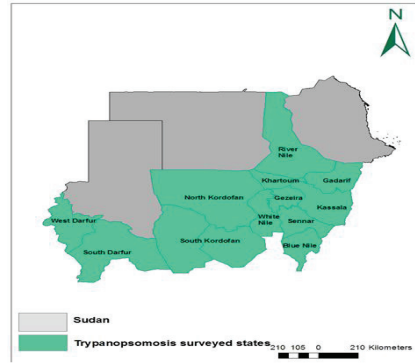 N
River
Nile
Khartoum
Gadarif
North Kordofan
Gezaira
Kassala
White
Nile
West Darfur
Sennar
South Kordofan
South Darfur
Blue Nile
Sudan
Trypanopsomosis surveyed states
210 105 0 210 Kilometers